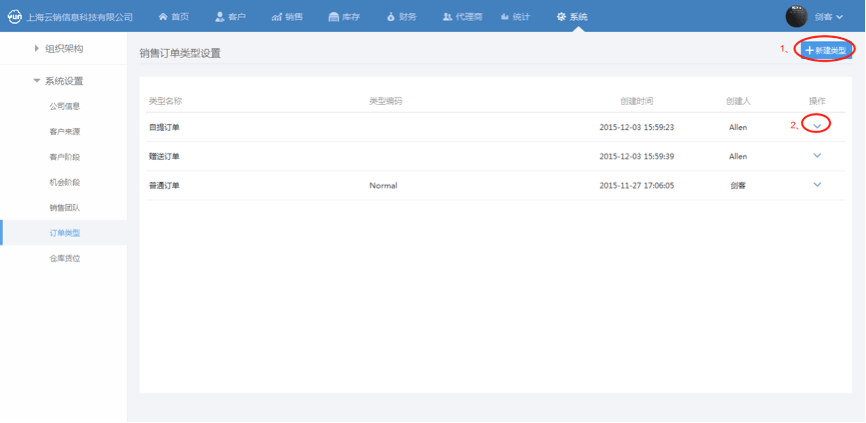 yun 上海云销信息科技有限公司 首页 客户 销售 库存 财务 代理商 统计 系统 剑客
组织架构
系统设置
公司信息
客户来源
客户阶段
机会阶段
销售团队
订单类型
仓库货位
销售订单类型设置 1、 新建类型
类型名称 类型编码 创建时间 创建人 操作
自提订单 2015-12-03 15:59:23 Allen 2、
赠送订单 2015-12-03 15:59:39 Allen
普通订单 Normal 2015-11-27 17:06:05 剑客